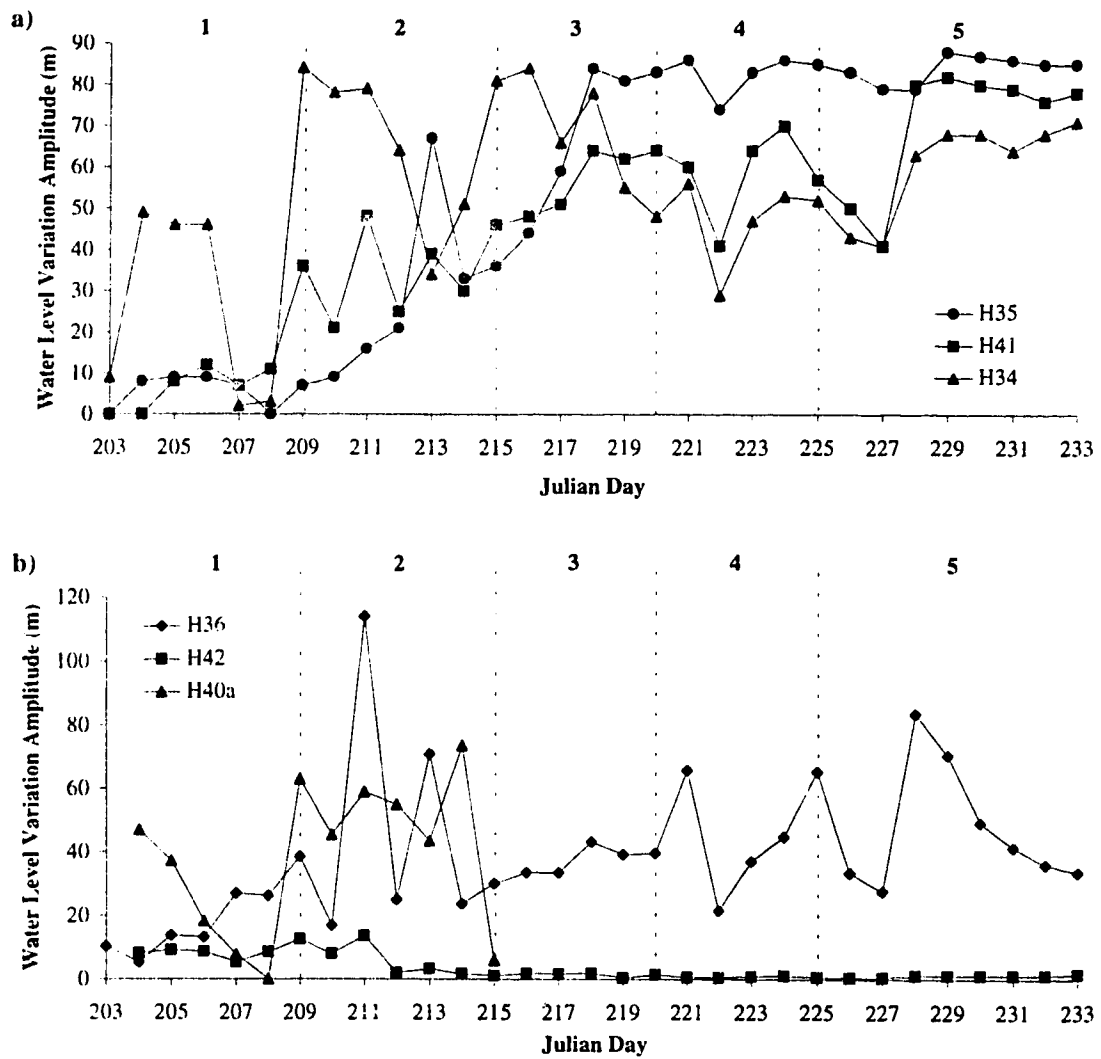 a)
1 2 3 4 5
Water Level Variation Amplitude (m)
90
80
70
60
50
40
30
20
10
0
H35
H41
H34
203 205 207 209 211 213 215 217 219 221 223 225 227 229 231 233
Julian Day
b)
1 2 3 4 5
Water Level Variation Amplitude (m)
120
100
80
60
40
20
0
H36
H42
H40a
203 205 207 209 211 213 215 217 219 221 223 225 227 229 231 233
Julian Day